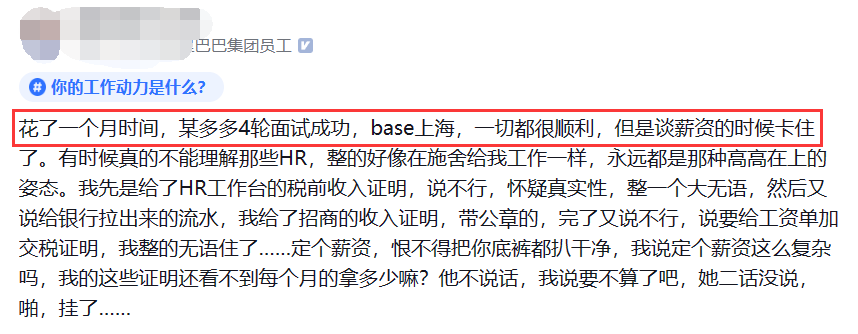 巴巴集团员工
# 你的工作动力是什么?
花了一个月时间，某多多4轮面试成功，base上海，一切都很顺利，但是谈薪资的时候卡住
了。有时候真的不能理解那些HR，整的好像在施舍给我工作一样，永远都是那种高高在上的
姿态。我先是给了HR工作台的税前收入证明，说不行，怀疑真实性，整一个大无语，然后又
说给银行拉出来的流水，我给了招商的收入证明，带公章的，完了又说不行，说要给工资单加
交税证明，我整的无语住了......定个薪资，恨不得把你底裤都扒干净，我说定个薪资这么复杂
吗，我的这些证明还看不到每个月的拿多少嘛？他不说话，我说要不算了吧，她二话没说，
啪，挂了......